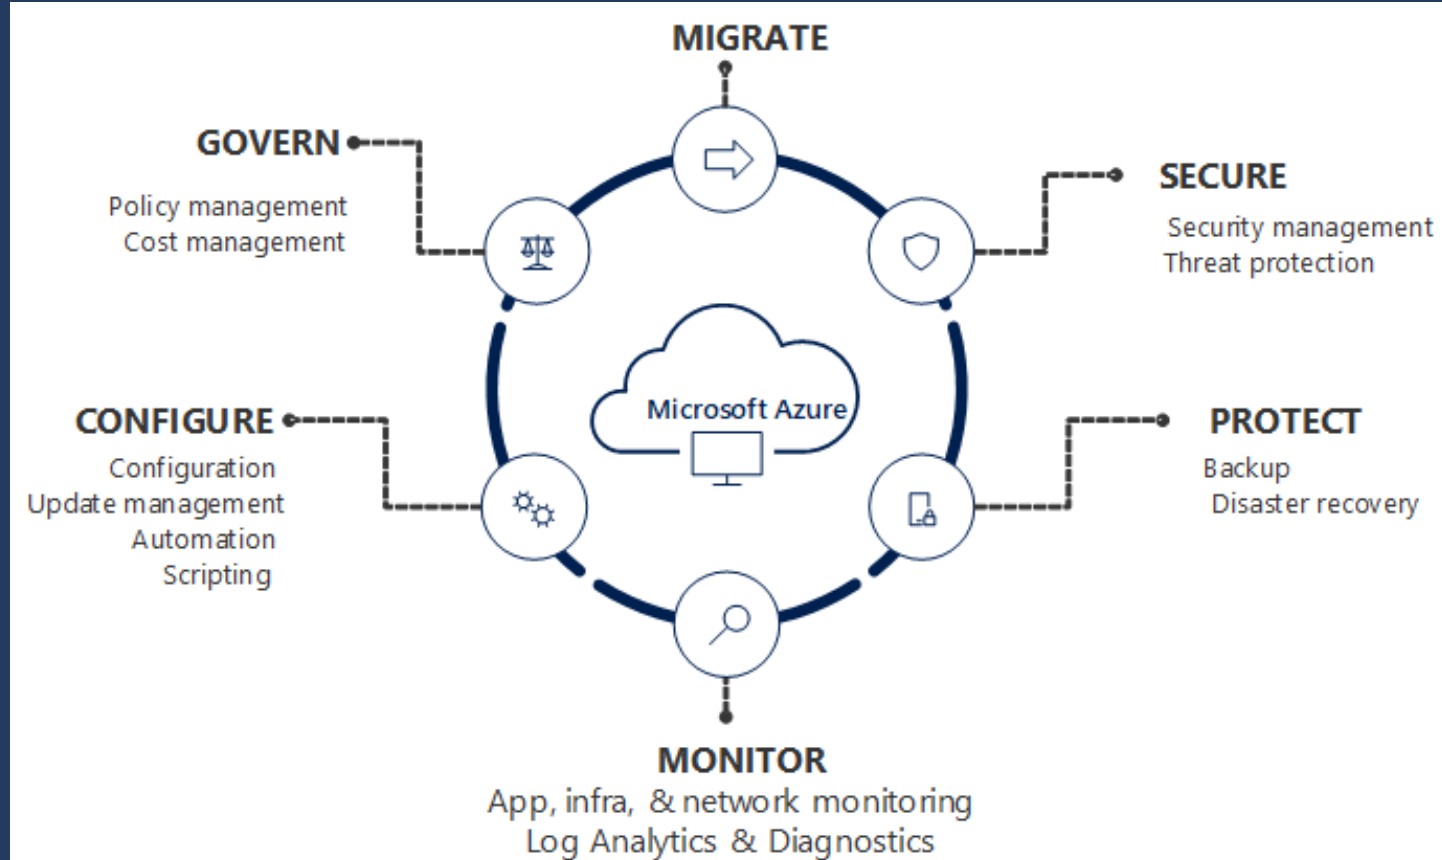 MIGRATE
GOVERN
Policy management
Cost management
SECURE
Security management
Threat protection
Microsoft Azure
CONFIGURE
Configuration
Update management
Automation
Scripting
PROTECT
Backup
Disaster recovery
MONITOR
App, infra, & network monitoring
Log Analytics & Diagnostics